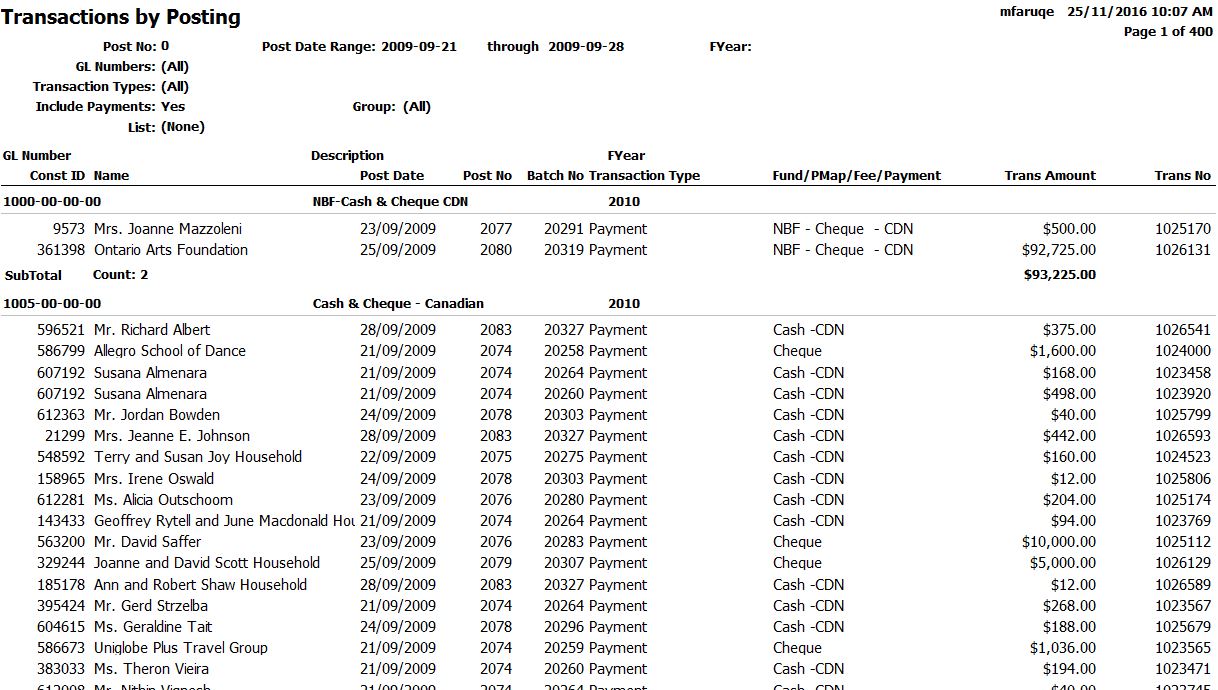 Transactions by Posting mfaruqe 25/11/2016 10:07 AM
Page 1 of 400
Post No: 0 Post Date Range: 2009-09-21 through 2009-09-28 FYear:
GL Numbers: (All)
Transaction Types: (All)
Include Payments: Yes Group: (All)
List: (None)
GL Number Description FYear
Const ID Name Post Date Post No Batch No Transaction Type Fund/PMap/Fee/Payment Trans Amount Trans No
1000-00-00-00 NBF-Cash & Cheque CDN 2010
9573 Mrs. Joanne Mazzoleni 23/09/2009 2077 20291 Payment NBF - Cheque - CDN $500.00 1025170
361398 Ontario Arts Foundation 25/09/2009 2080 20319 Payment NBF - Cheque - CDN $92,725.00 1026131
SubTotal Count: 2 $93,225.00
1005-00-00-00 Cash & Cheque - Canadian 2010
596521 Mr. Richard Albert 28/09/2009 2083 20327 Payment Cash -CDN $375.00 1026541
586799 Allegro School of Dance 21/09/2009 2074 20258 Payment Cheque $1,600.00 1024000
607192 Susana Almenara 21/09/2009 2074 20264 Payment Cash -CDN $168.00 1023458
607192 Susana Almenara 21/09/2009 2074 20260 Payment Cash -CDN $498.00 1023920
612363 Mr. Jordan Bowden 24/09/2009 2078 20303 Payment Cash -CDN $40.00 1025799
21299 Mrs. Jeanne E. Johnson 28/09/2009 2083 20327 Payment Cash -CDN $442.00 1026593
548592 Terry and Susan Joy Household 22/09/2009 2075 20275 Payment Cash -CDN $160.00 1024523
158965 Mrs. Irene Oswald 24/09/2009 2078 20303 Payment Cash -CDN $12.00 1025806
612281 Ms. Alicia Outschoom 23/09/2009 2076 20280 Payment Cash -CDN $204.00 1025174
143433 Geoffrey Rytell and June Macdonald Hou 21/09/2009 2074 20264 Payment Cash -CDN $94.00 1023769
563200 Mr. David Saffer 23/09/2009 2076 20283 Payment Cheque $10,000.00 1025112
329244 Joanne and David Scott Household 25/09/2009 2079 20307 Payment Cheque $5,000.00 1026129
185178 Ann and Robert Shaw Household 28/09/2009 2083 20327 Payment Cash -CDN $12.00 1026589
395424 Mr. Gerd Strzelba 21/09/2009 2074 20264 Payment Cash -CDN $268.00 1023567
604615 Ms. Geraldine Tait 24/09/2009 2078 20296 Payment Cash -CDN $188.00 1025679
586673 Uniglobe Plus Travel Group 21/09/2009 2074 20259 Payment Cheque $1,036.00 1023565
383033 Ms. Theron Vieira 21/09/2009 2074 20260 Payment Cash -CDN $194.00 1023471
Mr. Nithin 21/09/2009 2074 20264 Payment Cash -CDN $40.00